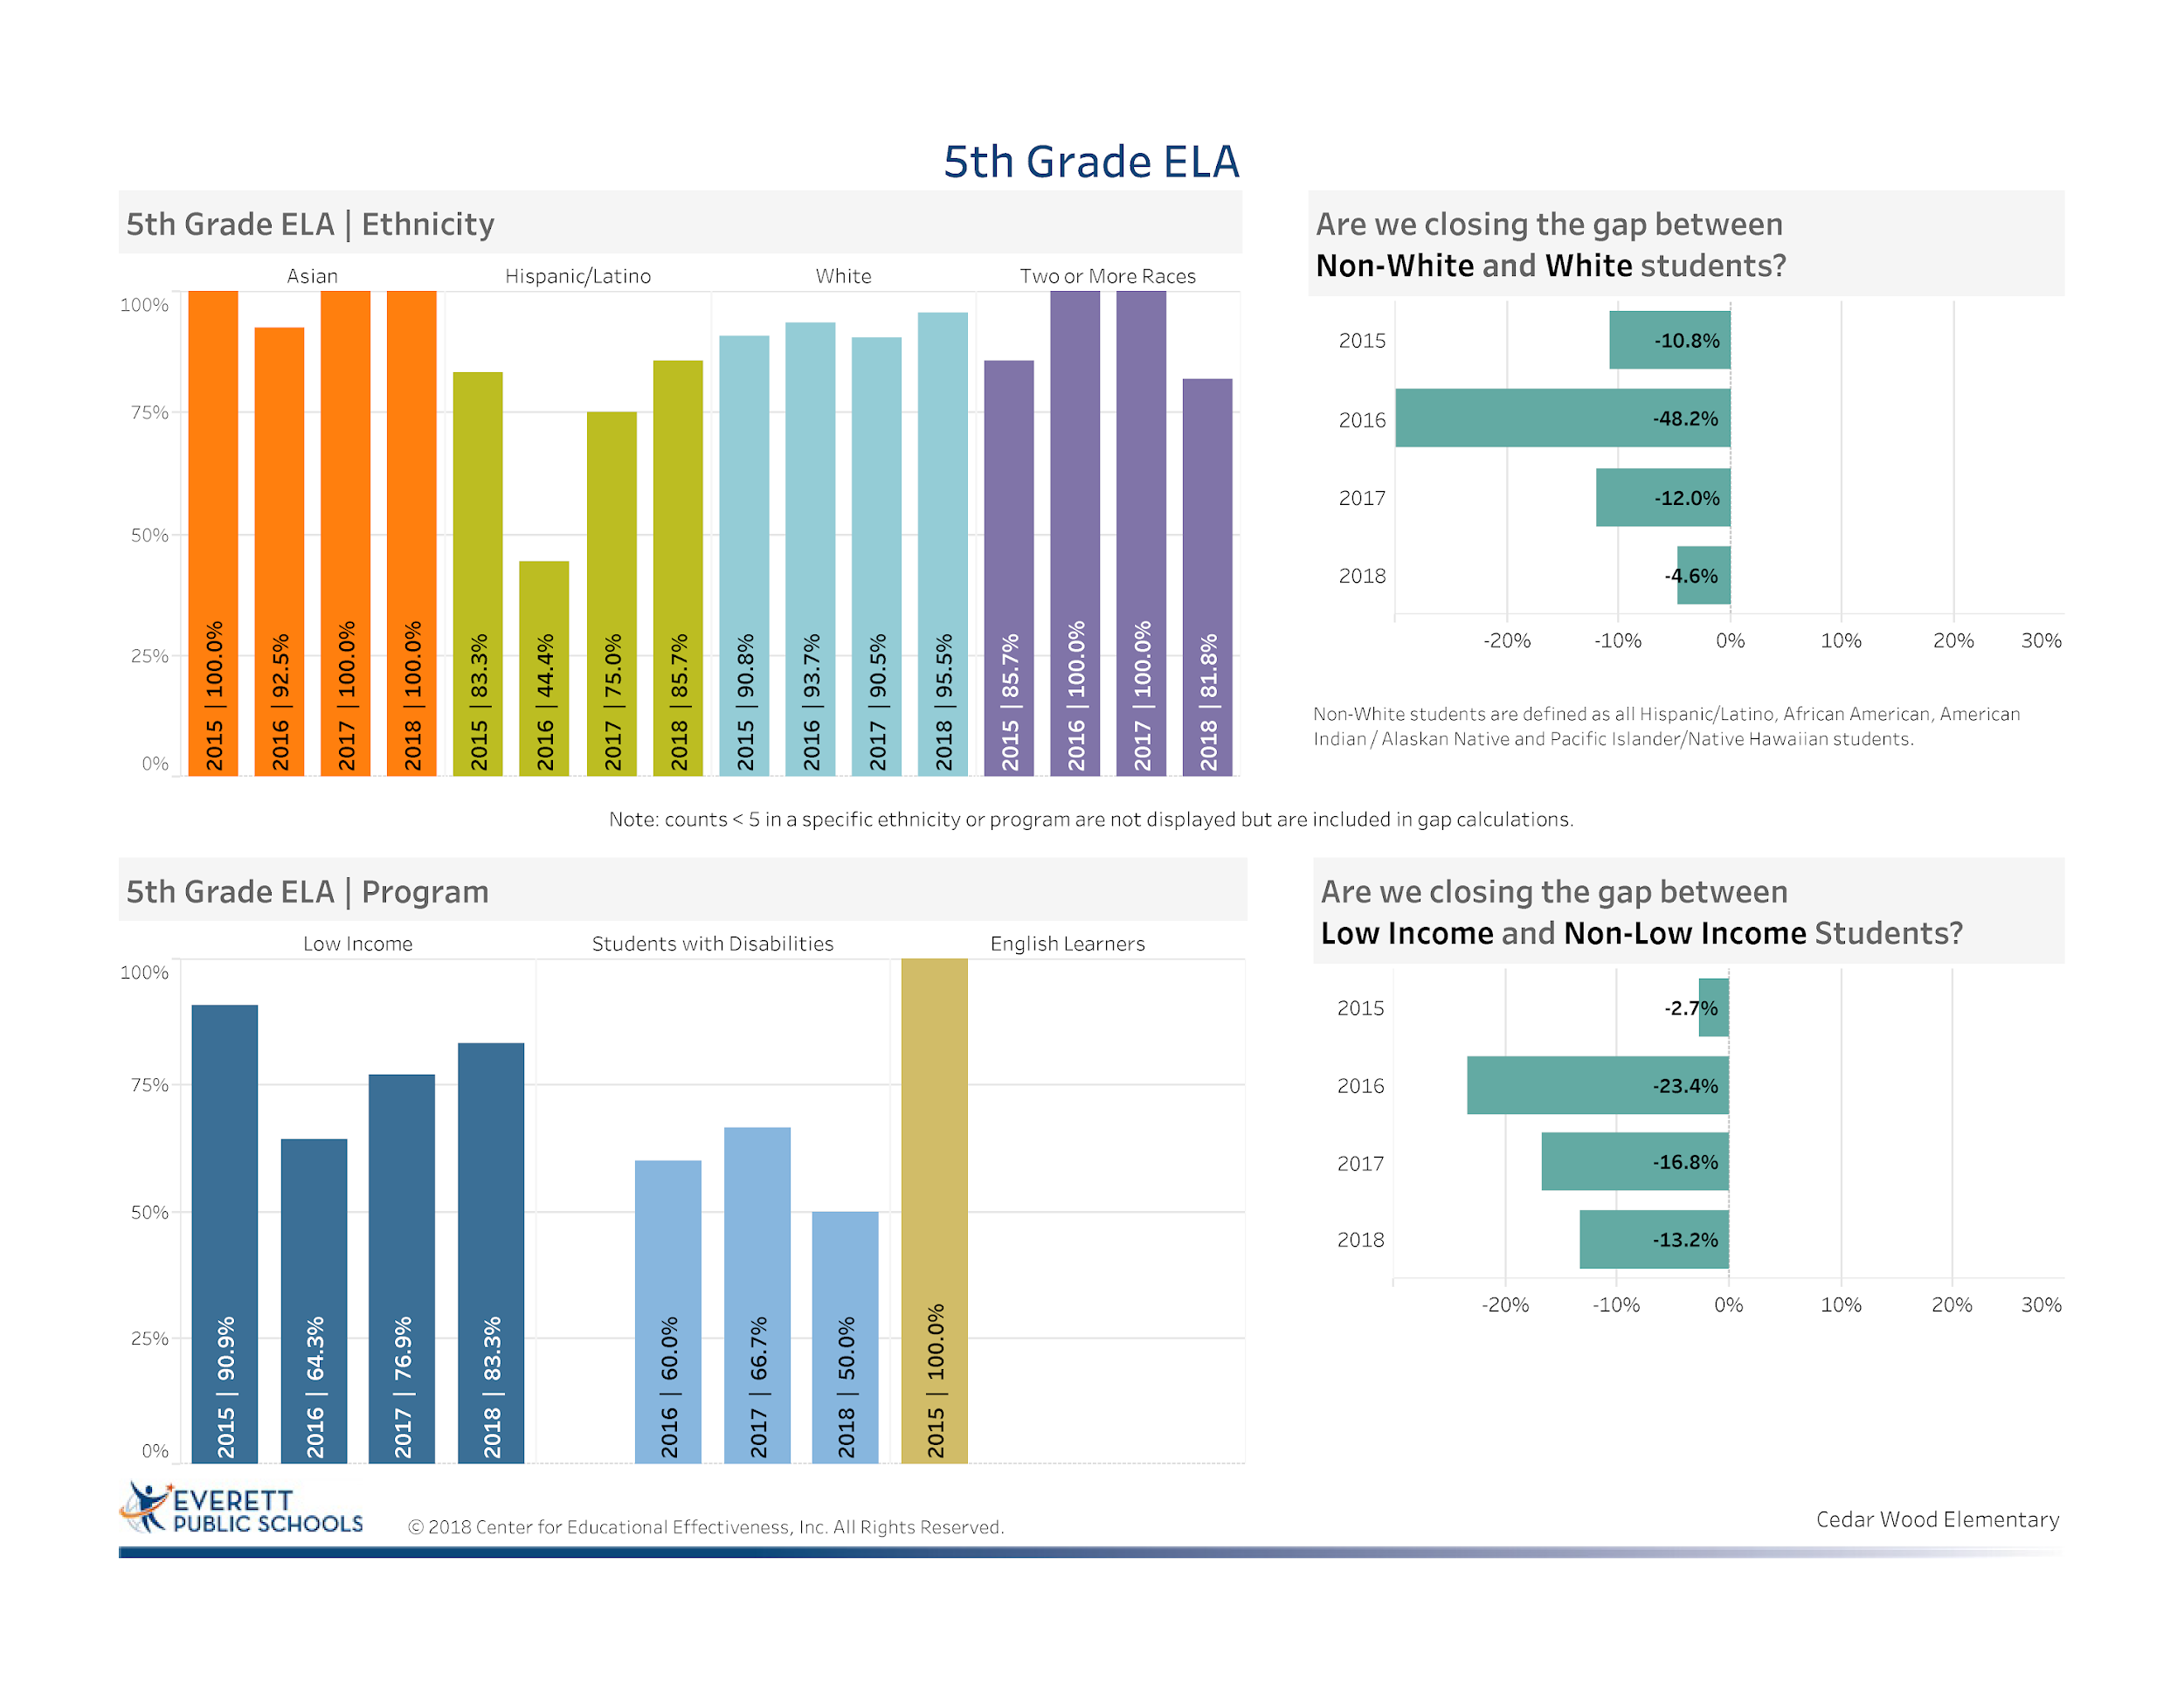 5th Grade ELA
5th Grade ELA | Ethnicity
Asian
Hispanic/Latino
White
Two or More Races
100%
75%
50%
25%
0%
2015 | 100.0%
2016 | 92.5%
2017 | 100.0%
2018 | 100.0%
2015 | 83.3%
2016 | 44.4%
2017 | 75.0%
2018 | 85.7%
2015 | 90.8%
2016 | 93.7%
2017 | 90.5%
2018 | 95.5%
2015 | 85.7%
2016 | 100.0%
2017 | 100.0%
2018 | 81.8%
Are we closing the gap between
Non-White and White students?
2015
-10.8%
2016
-48.2%
2017
-12.0%
2018
-4.6%
-20%
-10%
0%
10%
20%
30%
Non-White students are defined as all Hispanic/Latino, African American, American
Indian / Alaskan Native and Pacific Islander/Native Hawaiian students.
Note: counts < 5 in a specific ethnicity or program are not displayed but are included in gap calculations.
5th Grade ELA | Program
Low Income
Students with Disabilities
English Learners
100%
75%
50%
25%
0%
2015 | 90.9%
2016 | 64.3%
2017 | 76.9%
2018 | 83.3%
2016 | 60.0%
2017 | 66.7%
2018 | 50.0%
2015 | 100.0%
Are we closing the gap between
Low Income and Non-Low Income Students?
2015
-2.7%
2016
-23.4%
2017
-16.8%
2018
-13.2%
-20%
-10%
0%
10%
20%
30%
EVERETT
PUBLIC SCHOOLS
© 2018 Center for Educational Effectiveness, Inc. All Rights Reserved.
Cedar Wood Elementary